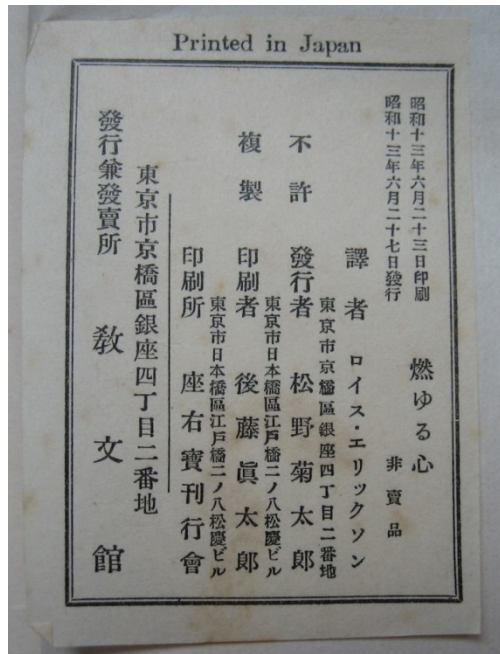 Printed in Japan
昭和十三年六月二十三日印刷
昭和十三年六月二十七日發行
燃ゆる心
非賣品
譯者 ロイス・エリックソン
東京市京橋區銀座四丁目二番地
發行者 松野菊太郎
不許
複製
東京市日本橋區江戸橋二ノ八松慶ビル
印刷者 後藤眞太郎
東京市日本橋區江戸橋二ノ八松慶ビル
印刷所 座右寶刊行會
東京市京橋區銀座四丁目二番地
發行兼發賣所 敎文館